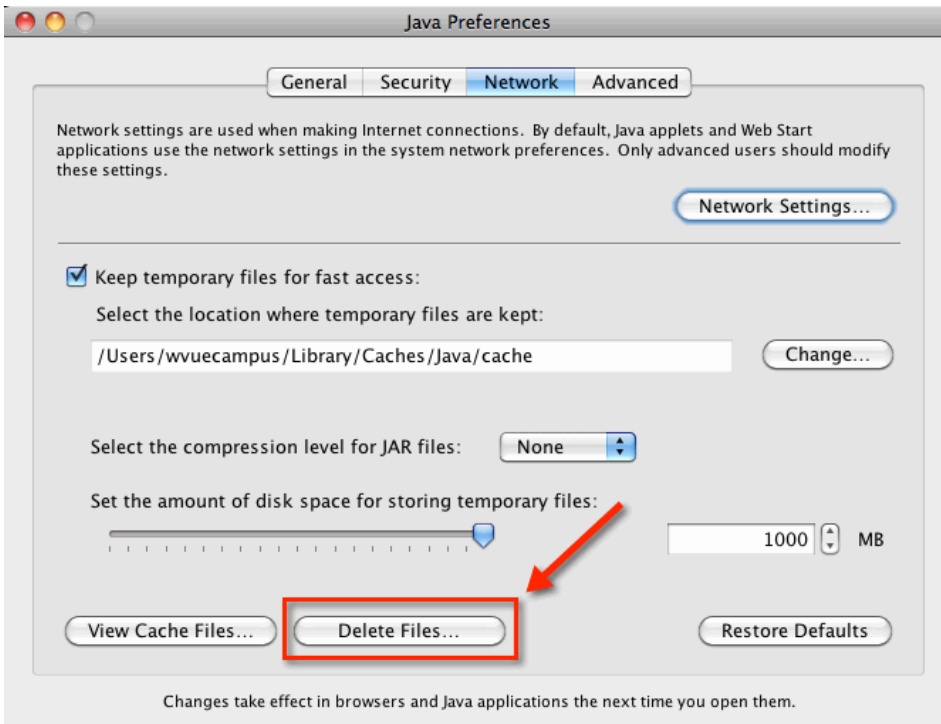 Java Preferences
General Security Network Advanced
Network settings are used when making Internet connections. By default, Java applets and Web Start
applications use the network settings in the system network preferences. Only advanced users should modify
these settings.
Network Settings...
Keep temporary files for fast access:
Select the location where temporary files are kept:
/Users/wvuecampus/Library/Caches/Java/cache
Change...
Select the compression level for JAR files: None
Set the amount of disk space for storing temporary files:
1000 MB
View Cache Files... Delete Files... Restore Defaults
Changes take effect in browsers and Java applications the next time you open them.